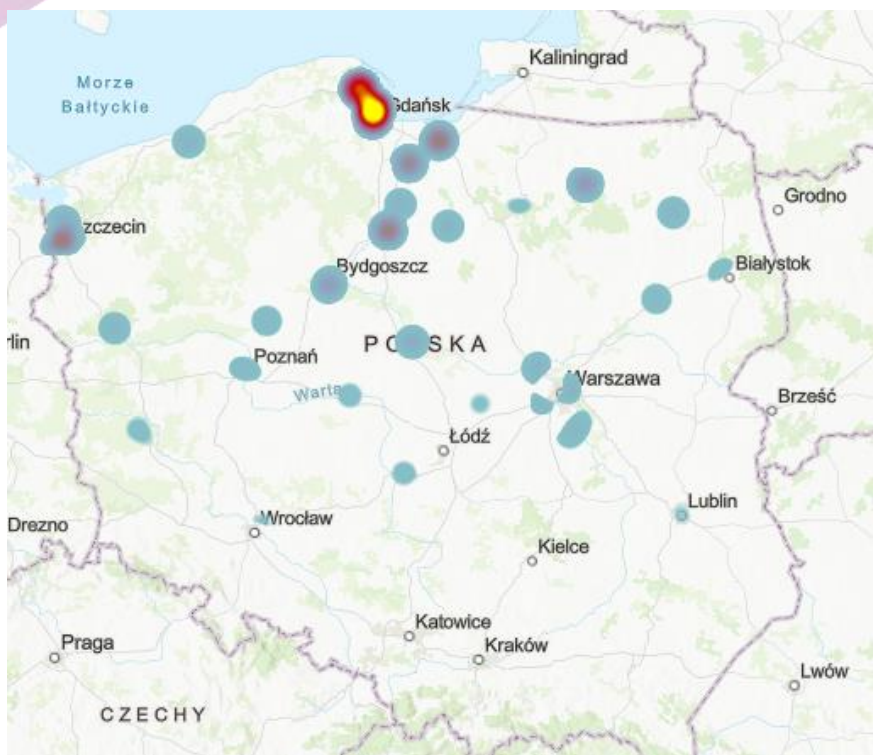 Kaliningrad
Morze
Bałtyckie
Gdańsk
Grodno
zczecin
Bydgoszcz
Białystok
rlin
POLSKA
Poznań
Warszawa
Warta
Brześć
Łódź
Lublin
Drezno
Wrocław
Kielce
Katowice
Praga
Kraków
Lwów
CZECHY